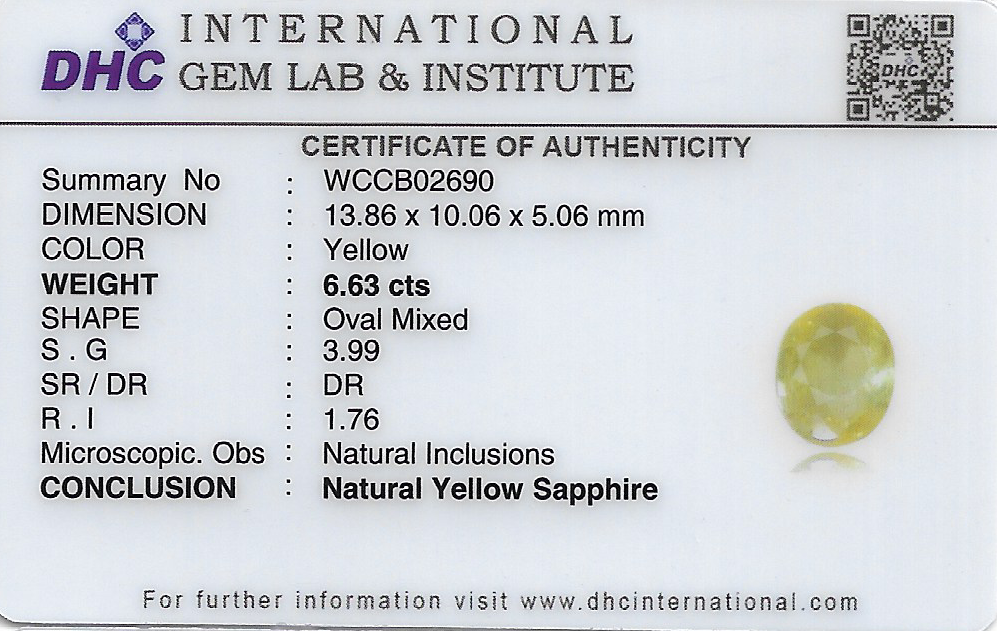 DHC
INTERNATIONAL
GEM LAB & INSTITUTE
DHC
CERTIFICATE OF AUTHENTICITY
Summary No : WCCB02690
DIMENSION : 13.86 x 10.06 x 5.06 mm
COLOR : Yellow
WEIGHT : 6.63 cts
SHAPE : Oval Mixed
S . G : 3.99
SR / DR : DR
R . I : 1.76
Microscopic. Obs : Natural Inclusions
CONCLUSION : Natural Yellow Sapphire
For further information visit www.dhcinternational.com